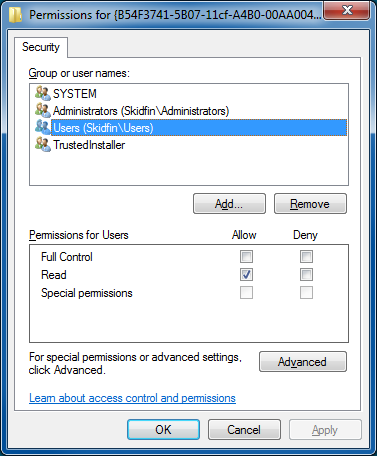 Permissions for {B54F3741-5B07-11cf-A4B0-00AA004...
Security
Group or user names:
SYSTEM
Administrators (Skidfin\Administrators)
Users (Skidfin\Users)
TrustedInstaller
Add... Remove
Permissions for Users Allow Deny
Full Control
Read
Special permissions
For special permissions or advanced settings,
click Advanced.
Advanced
Learn about access control and permissions
OK Cancel Apply